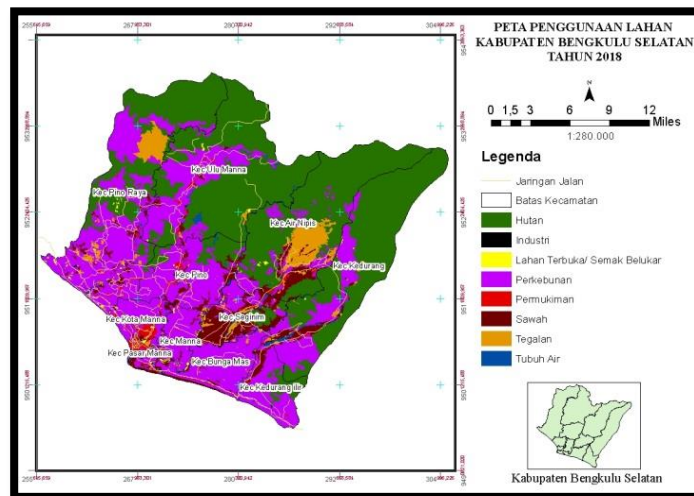 PETA PENGGUNAAN LAHAN
KABUPATEN BENGKULU SELATAN
TAHUN 2018
N
0 1,5 3 6 9 12
Miles
1:280.000
Legenda
Jaringan Jalan
Batas Kecamatan
Hutan
Industri
Lahan Terbuka/ Semak Belukar
Perkebunan
Permukiman
Sawah
Tegalan
Tubuh Air
Kabupaten Bengkulu Selatan
Kec Ulu Manna
Kec Pino Raya
Kec Air Nipis
Kec Kedurang
Kec Pino
Kec Seginim
Kec Kota Manna
Kec Manna
Kec Pasar Manna
Kec Bunga Mas
Kec Kedurang Ilir